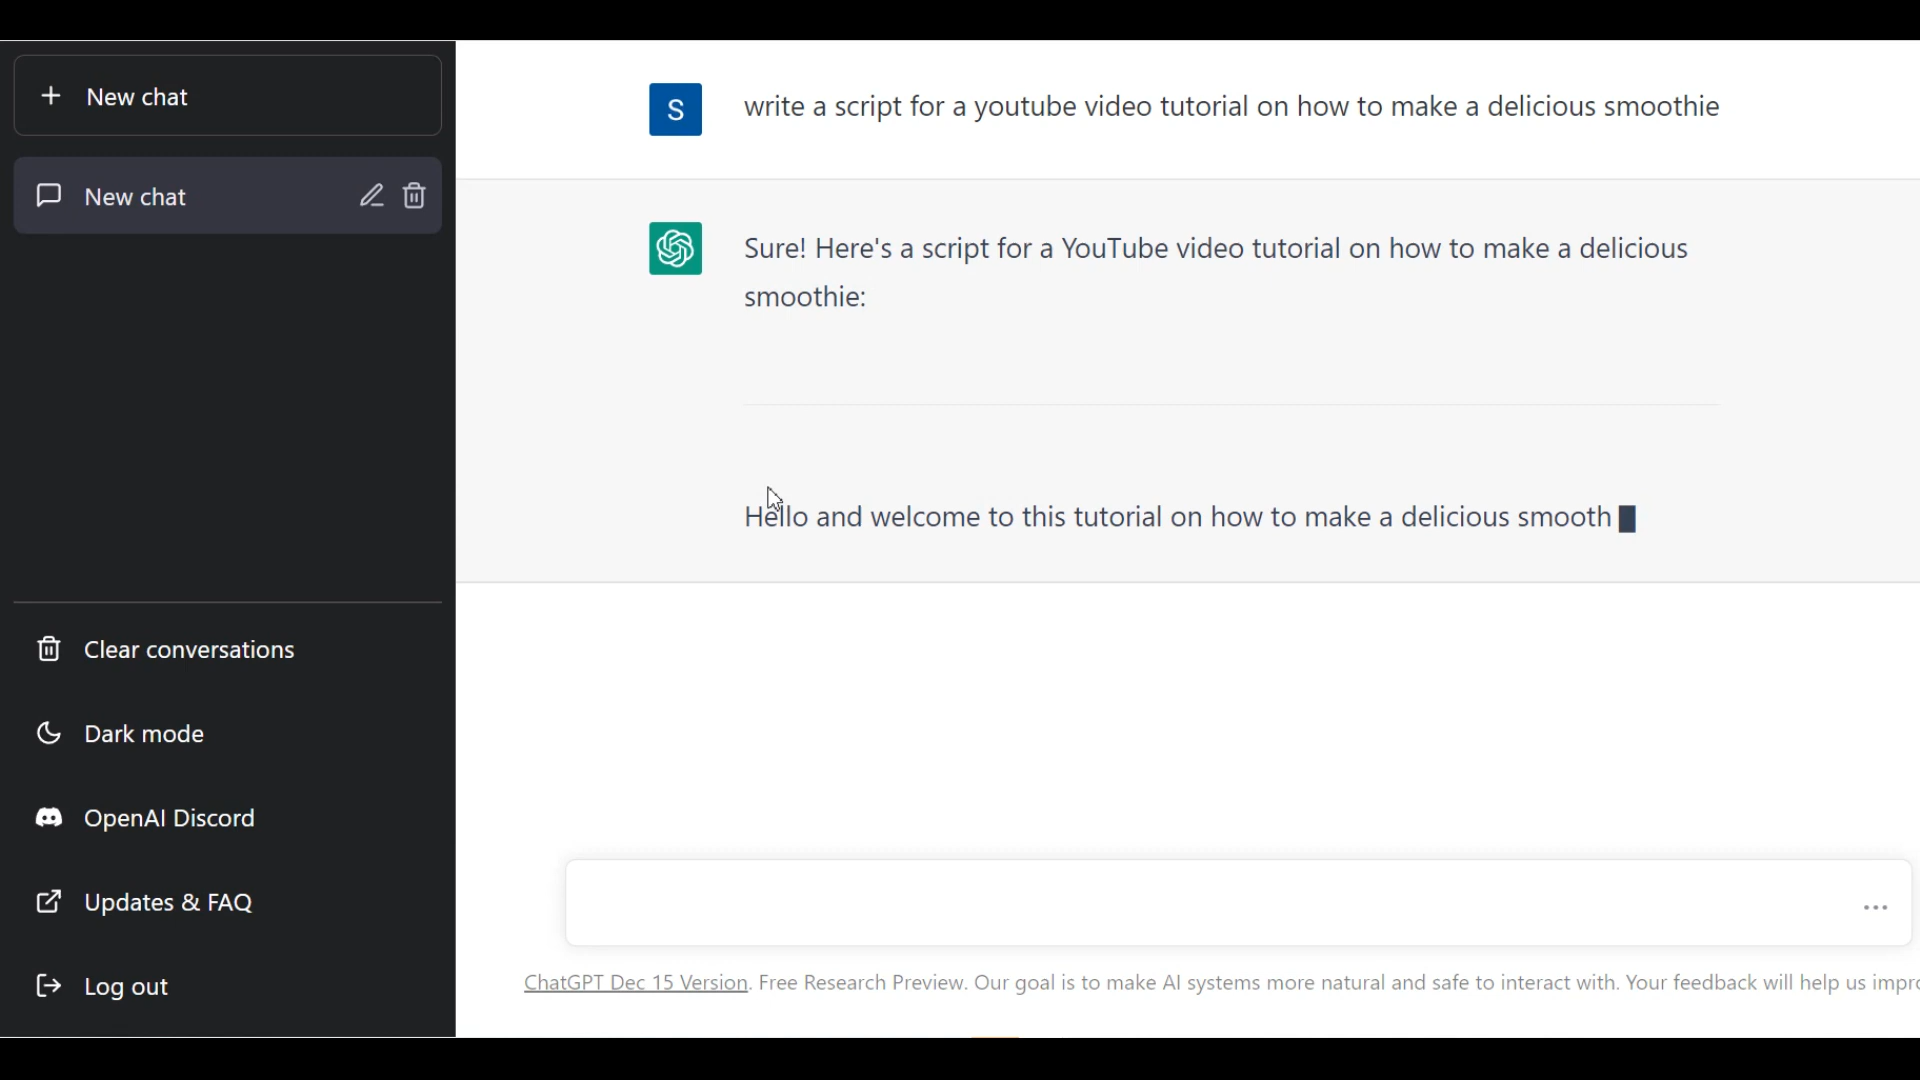 New chat
New chat
Clear conversations
Dark mode
OpenAI Discord
Updates & FAQ
Log out
S
write a script for a youtube video tutorial on how to make a delicious smoothie
Sure! Here's a script for a YouTube video tutorial on how to make a delicious
smoothie:
Hello and welcome to this tutorial on how to make a delicious smooth
ChatGPT Dec 15 Version. Free Research Preview. Our goal is to make AI systems more natural and safe to interact with. Your feedback will help us impro